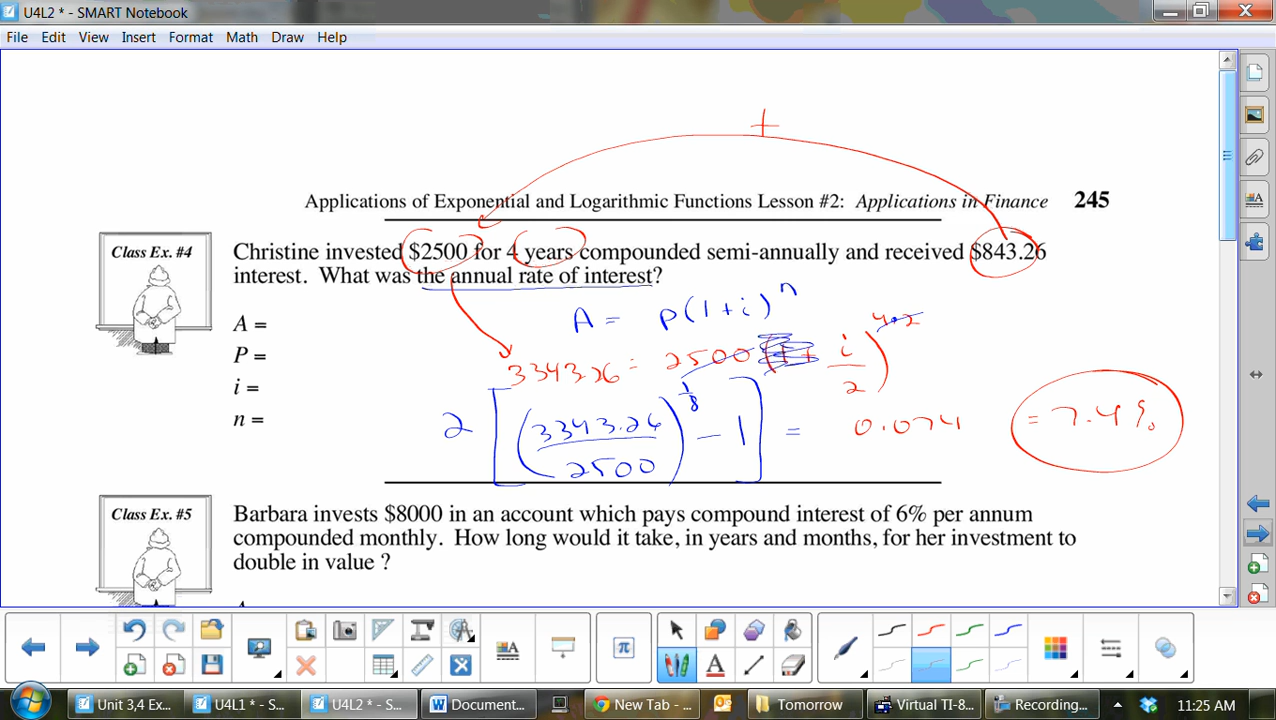 U4L2 * - SMART Notebook
File Edit View Insert Format Math Draw Help
+
Applications of Exponential and Logarithmic Functions Lesson #2: Applications in Finance 245
Class Ex. #4
Christine invested $2500 for 4 years compounded semi-annually and received $843.26
interest. What was the annual rate of interest?
A =
P =
i =
n =
A = P(1+i)^n
3343.26 = 2500 (1 + i/2)^4·2
2[(3343.26/2500)^1/8 - 1] = 0.074
= 7.4%
Class Ex. #5
Barbara invests $8000 in an account which pays compound interest of 6% per annum
compounded monthly. How long would it take, in years and months, for her investment to
double in value ?
π
A
Unit 3,4 Ex...
U4L1 * - S...
U4L2 * - S...
Document...
New Tab - ...
Tomorrow
Virtual TI-8...
Recording...
11:25 AM